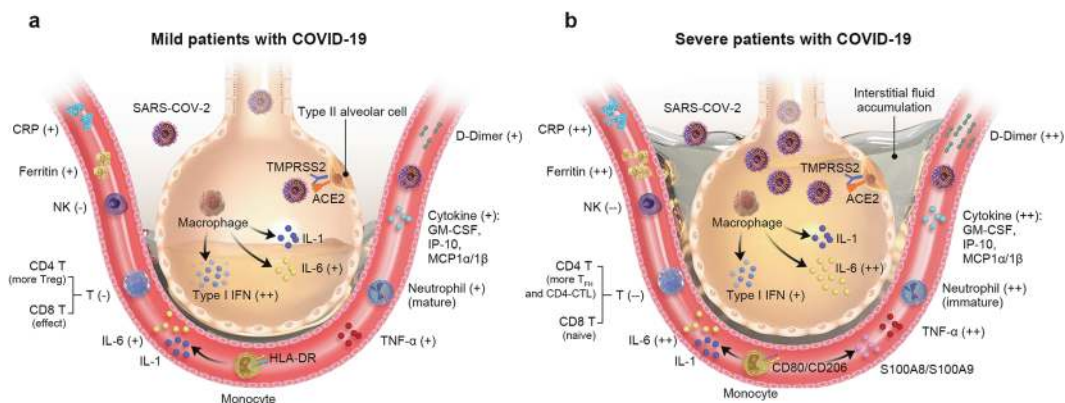 a
Mild patients with COVID-19
SARS-COV-2
Type II alveolar cell
CRP (+)
D-Dimer (+)
Ferritin (+)
TMPRSS2
ACE2
NK (-)
Macrophage
Cytokine (+):
GM-CSF,
IP-10,
MCP1α/1β
IL-1
IL-6 (+)
CD4 T
(more Treg)
T (-)
CD8 T
(effect)
Type I IFN (++)
Neutrophil (+)
(mature)
IL-6 (+)
IL-1
HLA-DR
TNF-α (+)
Monocyte
b
Severe patients with COVID-19
SARS-COV-2
Interstitial fluid
accumulation
CRP (++)
D-Dimer (++)
Ferritin (++)
TMPRSS2
ACE2
NK (--)
Macrophage
Cytokine (++):
GM-CSF,
IP-10,
MCP1α/1β
IL-1
IL-6 (++)
CD4 T
(more TFH
and CD4-CTL)
T (--)
CD8 T
(naive)
Type I IFN (+)
Neutrophil (++)
(immature)
TNF-α (++)
IL-6 (++)
IL-1
CD80/CD206
S100A8/S100A9
Monocyte